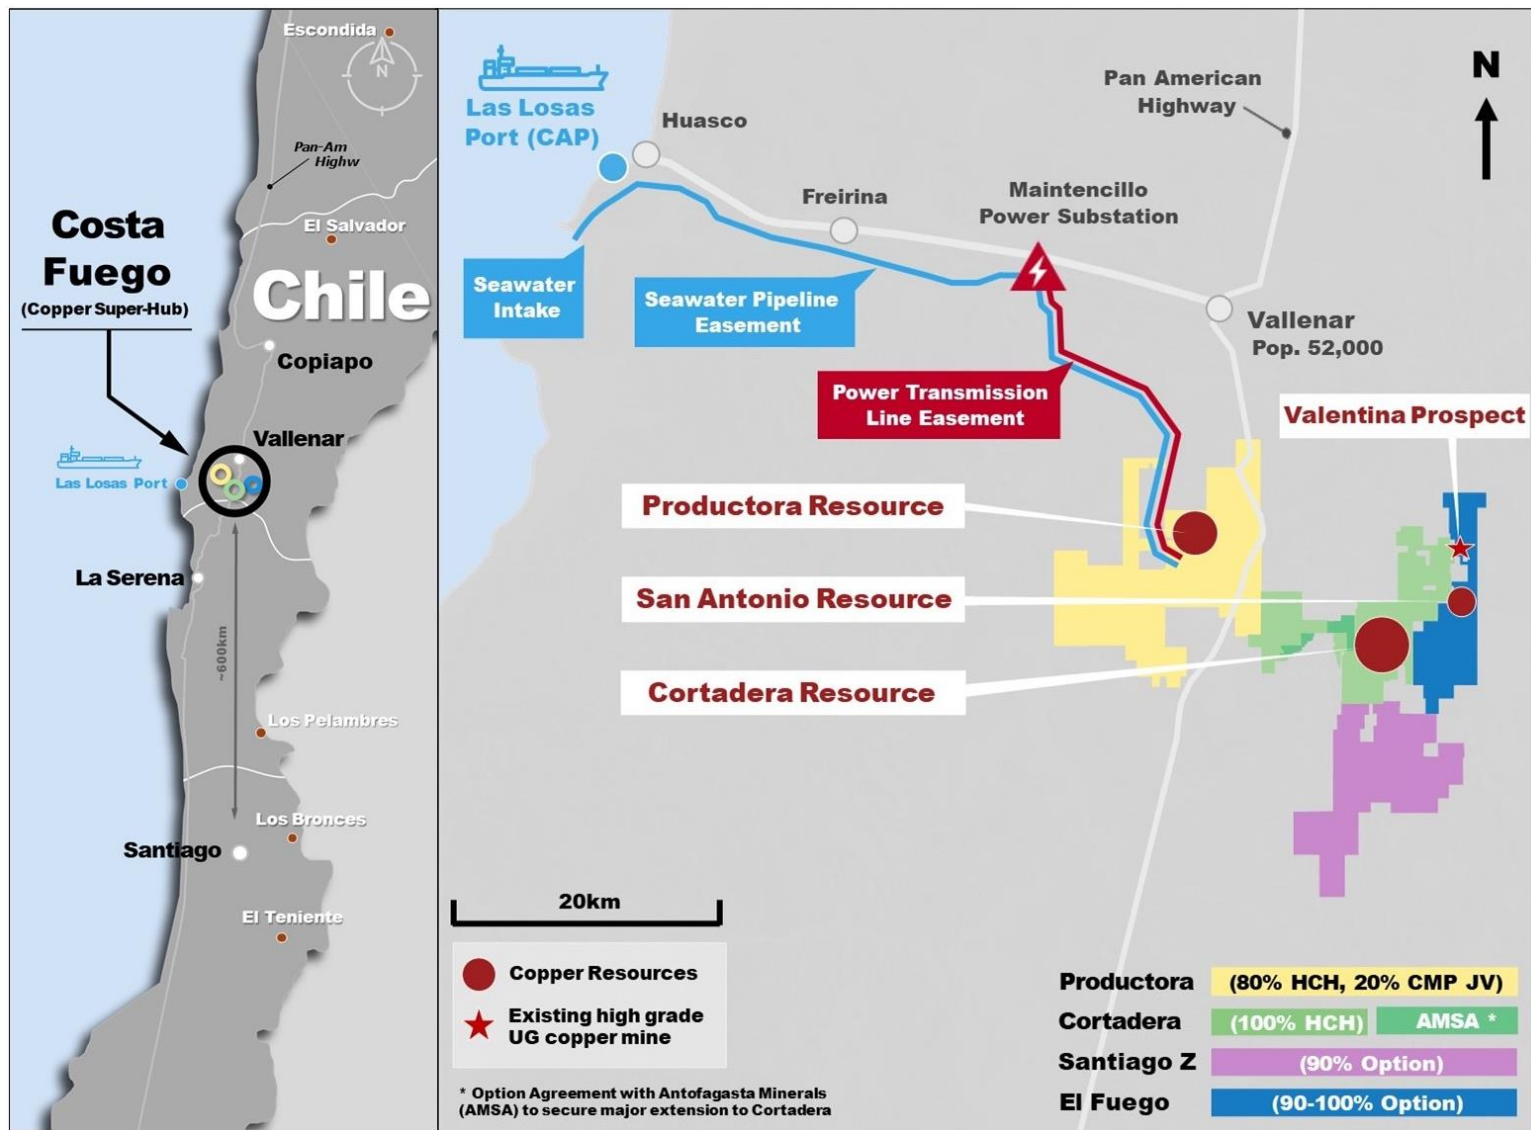 Escondida
N
Pan-Am
Highw
El Salvador
Costa
Fuego
(Copper Super-Hub)
Chile
Copiapo
Vallenar
Las Losas Port
La Serena
~600km
Los Pelambres
Los Bronces
Santiago
El Teniente
Las Losas
Port (CAP)
Huasco
Pan American
Highway
N
Freirina
Maintencillo
Power Substation
Seawater
Intake
Seawater Pipeline
Easement
Vallenar
Pop. 52,000
Power Transmission
Line Easement
Valentina Prospect
Productora Resource
San Antonio Resource
Cortadera Resource
20km
Copper Resources
Existing high grade
UG copper mine
* Option Agreement with Antofagasta Minerals
(AMSA) to secure major extension to Cortadera
Productora (80% HCH, 20% CMP JV)
Cortadera (100% HCH) AMSA *
Santiago Z (90% Option)
El Fuego (90-100% Option)